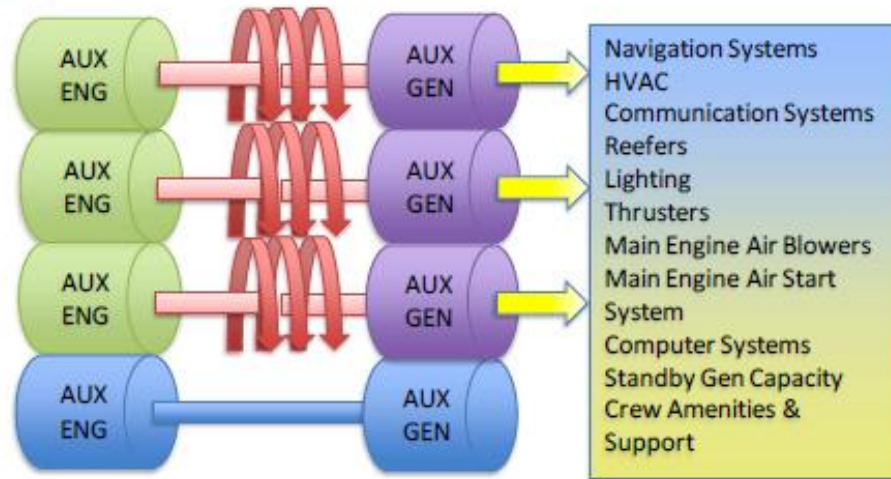 AUX
ENG
AUX
GEN
AUX
ENG
AUX
GEN
AUX
ENG
AUX
GEN
AUX
ENG
AUX
GEN
Navigation Systems
HVAC
Communication Systems
Reefers
Lighting
Thrusters
Main Engine Air Blowers
Main Engine Air Start
System
Computer Systems
Standby Gen Capacity
Crew Amenities &
Support